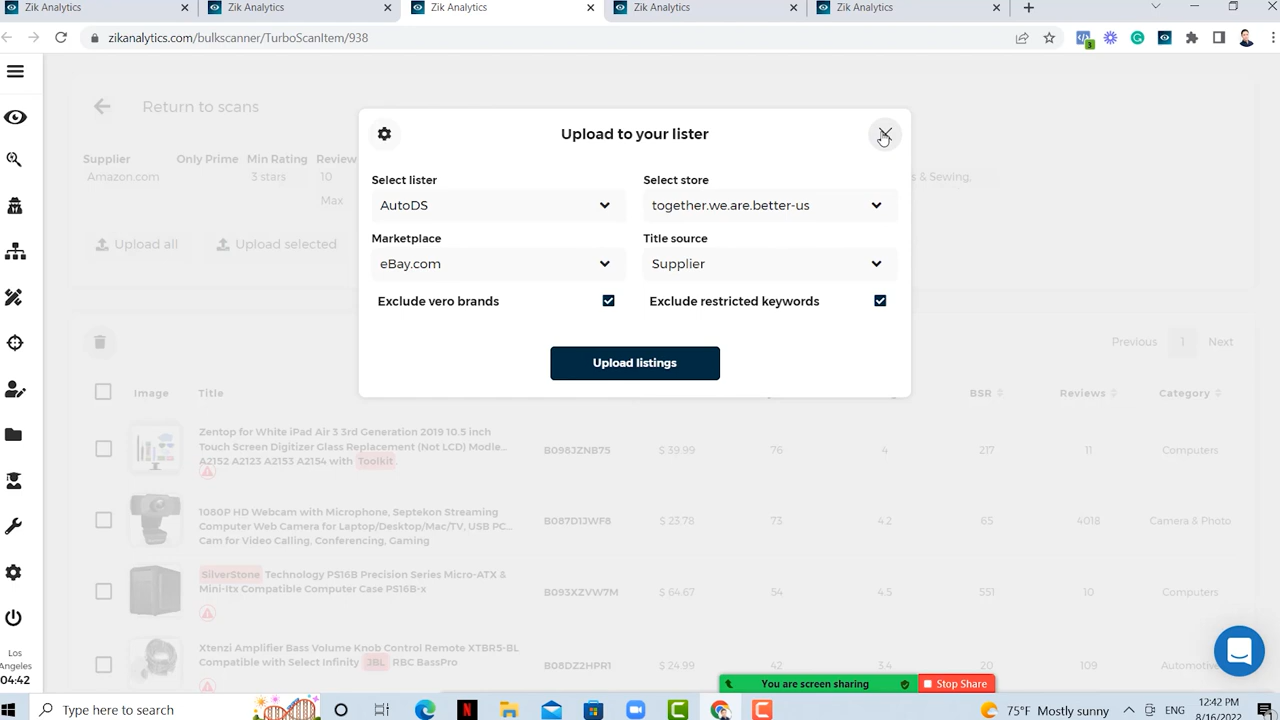 Zik Analytics
Zik Analytics
Zik Analytics
Zik Analytics
Zik Analytics
zikanalytics.com/bulkscanner/TurboScanItem/938
Return to scans
Supplier
Only Prime
Min Rating
Review
Amazon.com
3 stars
10
Max
s & Sewing,
Upload all
Upload selected
Upload to your lister
Select lister
Select store
AutoDS
together.we.are.better-us
Marketplace
Title source
eBay.com
Supplier
Exclude vero brands
Exclude restricted keywords
Upload listings
Previous
1
Next
Image
Title
BSR
Reviews
Category
Zentop for White iPad Air 3 3rd Generation 2019 10.5 inch
Touch Screen Digitizer Glass Replacement (Not LCD) Modle...
A2152 A2123 A2153 A2154 with Toolkit.
B0983ZNB75
$ 39.99
76
4
217
11
Computers
1080P HD Webcam with Microphone, Septekon Streaming
Computer Web Camera for Laptop/Desktop/Mac/TV, USB PC...
Cam for Video Calling, Conferencing, Gaming
B087D1JWF8
$ 23.78
73
4.2
65
4018
Camera & Photo
SilverStone Technology PS16B Precision Series Micro-ATX &
Mini-Itx Compatible Computer Case PS16B-x
B093XZVW7M
$ 64.67
54
4.5
551
10
Computers
Xtenzi Amplifier Bass Volume Knob Control Remote XTBR5-BL
Compatible with Select Infinity JBL RBC BassPro
B08DZ2HPR1
$ 24.99
42
3.4
20
109
Automotive
Los
Angeles
04:42
You are screen sharing
Stop Share
Type here to search
75°F Mostly sunny
12:42 PM